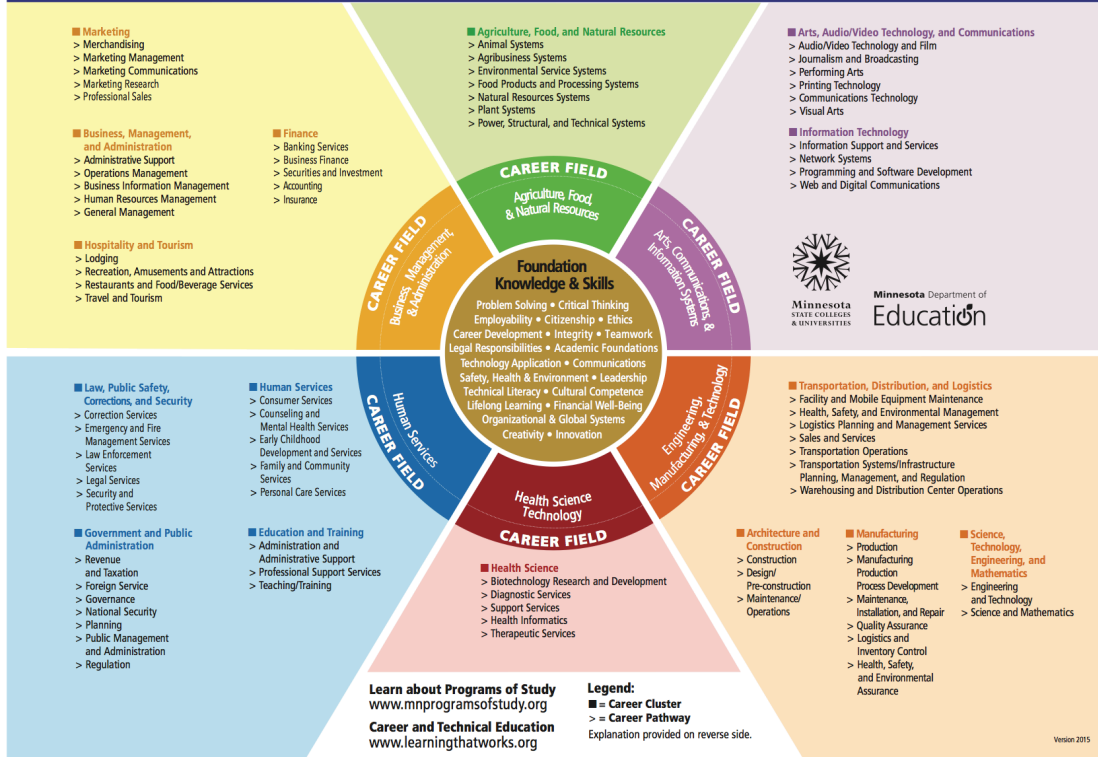 ■ Marketing
> Merchandising
> Marketing Management
> Marketing Communications
> Marketing Research
> Professional Sales
■ Business, Management,
and Administration
> Administrative Support
> Operations Management
> Business Information Management
> Human Resources Management
> General Management
■ Finance
> Banking Services
> Business Finance
> Securities and Investment
> Accounting
> Insurance
■ Hospitality and Tourism
> Lodging
> Recreation, Amusements and Attractions
> Restaurants and Food/Beverage Services
> Travel and Tourism
■ Agriculture, Food, and Natural Resources
> Animal Systems
> Agribusiness Systems
> Environmental Service Systems
> Food Products and Processing Systems
> Natural Resources Systems
> Plant Systems
> Power, Structural, and Technical Systems
■ Arts, Audio/Video Technology, and Communications
> Audio/Video Technology and Film
> Journalism and Broadcasting
> Performing Arts
> Printing Technology
> Communications Technology
> Visual Arts
■ Information Technology
> Information Support and Services
> Network Systems
> Programming and Software Development
> Web and Digital Communications
Minnesota
STATE COLLEGES
& UNIVERSITIES
Minnesota Department of
Education
CAREER FIELD
Agriculture, Food,
& Natural Resources
CAREER FIELD
Arts, Communications, &
Information Systems
CAREER FIELD
Business, Management,
& Administration
Foundation
Knowledge & Skills
Problem Solving • Critical Thinking
Employability • Citizenship • Ethics
Career Development • Integrity • Teamwork
Legal Responsibilities • Academic Foundations
Technology Application • Communications
Safety, Health & Environment • Leadership
Technical Literacy • Cultural Competence
Lifelong Learning • Financial Well-Being
Organizational & Global Systems
Creativity • Innovation
Human Services
CAREER FIELD
Engineering,
Manufacturing, & Technology
CAREER FIELD
Health Science
Technology
CAREER FIELD
■ Law, Public Safety,
Corrections, and Security
> Correction Services
> Emergency and Fire
Management Services
> Law Enforcement
Services
> Legal Services
> Security and
Protective Services
■ Human Services
> Consumer Services
> Counseling and
Mental Health Services
> Early Childhood
Development and Services
> Family and Community
Services
> Personal Care Services
■ Government and Public
Administration
> Revenue
and Taxation
> Foreign Service
> Governance
> National Security
> Planning
> Public Management
and Administration
> Regulation
■ Education and Training
> Administration and
Administrative Support
> Professional Support Services
> Teaching/Training
■ Health Science
> Biotechnology Research and Development
> Diagnostic Services
> Support Services
> Health Informatics
> Therapeutic Services
■ Transportation, Distribution, and Logistics
> Facility and Mobile Equipment Maintenance
> Health, Safety, and Environmental Management
> Logistics Planning and Management Services
> Sales and Services
> Transportation Operations
> Transportation Systems/Infrastructure
Planning, Management, and Regulation
> Warehousing and Distribution Center Operations
■ Architecture and
Construction
> Construction
> Design/
Pre-construction
> Maintenance/
Operations
■ Manufacturing
> Production
> Manufacturing
Production
Process Development
> Maintenance,
Installation, and Repair
> Quality Assurance
> Logistics and
Inventory Control
> Health, Safety,
and Environmental
Assurance
■ Science,
Technology,
Engineering, and
Mathematics
> Engineering
and Technology
> Science and Mathematics
Learn about Programs of Study
www.mnprogramsofstudy.org
Career and Technical Education
www.learningthatworks.org
Legend:
■ = Career Cluster
> = Career Pathway
Explanation provided on reverse side.
Version 2015